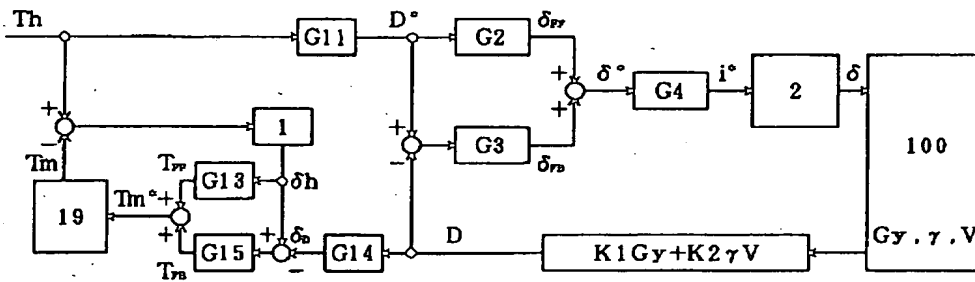 Th
G11
D*
G2
δFF
+
+
δ*
G4
i*
2
δ
100
+
−
1
+
−
G3
δFB
Tm
TFF
G13
δh
19
Tm*
+
+
G15
TFB
+
−
δD
G14
D
K1Gy+K2γV
Gy, γ, V